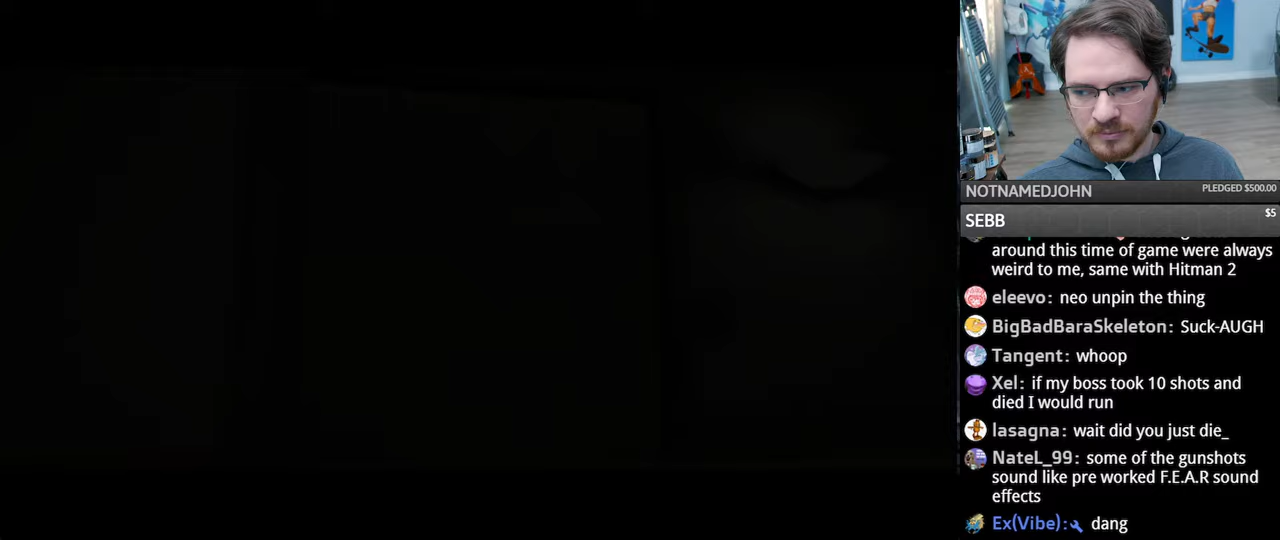 NOTNAMEDJOHN
PLEDGED $500.00
SEBB
$5
around this time of game were always
weird to me, same with Hitman 2
eleevo: neo unpin the thing
BigBadBaraSkeleton: Suck-AUGH
Tangent: whoop
Xel: if my boss took 10 shots and
died I would run
lasagna: wait did you just die_
NateL_99: some of the gunshots
sound like pre worked F.E.A.R sound
effects
Ex(Vibe): dang